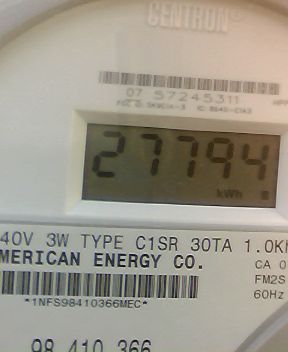 CENTRON®
07 57245311
27794
kWh
40V 3W TYPE C1SR 30TA 1.0Kh
MERICAN ENERGY CO.
CA 0
FM2S
60Hz
*1NFS98410366MEC*
98 410 366